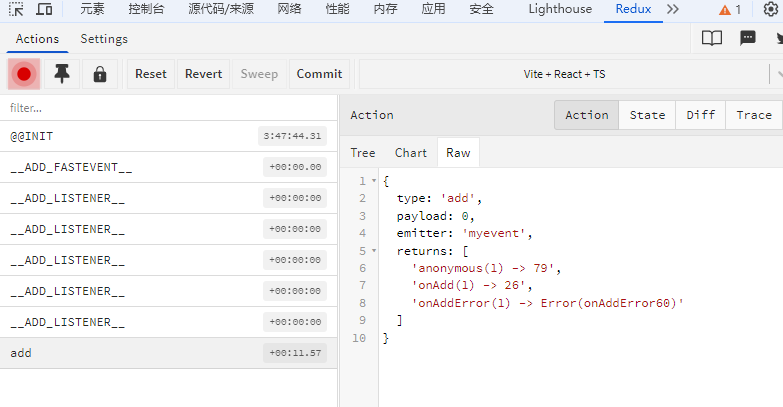 元素 控制台 源代码/来源 网络 性能 内存 应用 安全 Lighthouse Redux 1
Actions Settings
Reset Revert Sweep Commit Vite + React + TS
filter...
@@INIT 3:47:44.31
__ADD_FASTEVENT__ +00:00.00
__ADD_LISTENER__ +00:00:00
__ADD_LISTENER__ +00:00:00
__ADD_LISTENER__ +00:00:00
__ADD_LISTENER__ +00:00:00
__ADD_LISTENER__ +00:00:00
add +00:11.57
Action Action State Diff Trace
Tree Chart Raw
1 {
2 type: 'add',
3 payload: 0,
4 emitter: 'myevent',
5 returns: [
6 'anonymous(1) -> 79',
7 'onAdd(1) -> 26',
8 'onAddError(1) -> Error(onAddError60)'
9 ]
10 }